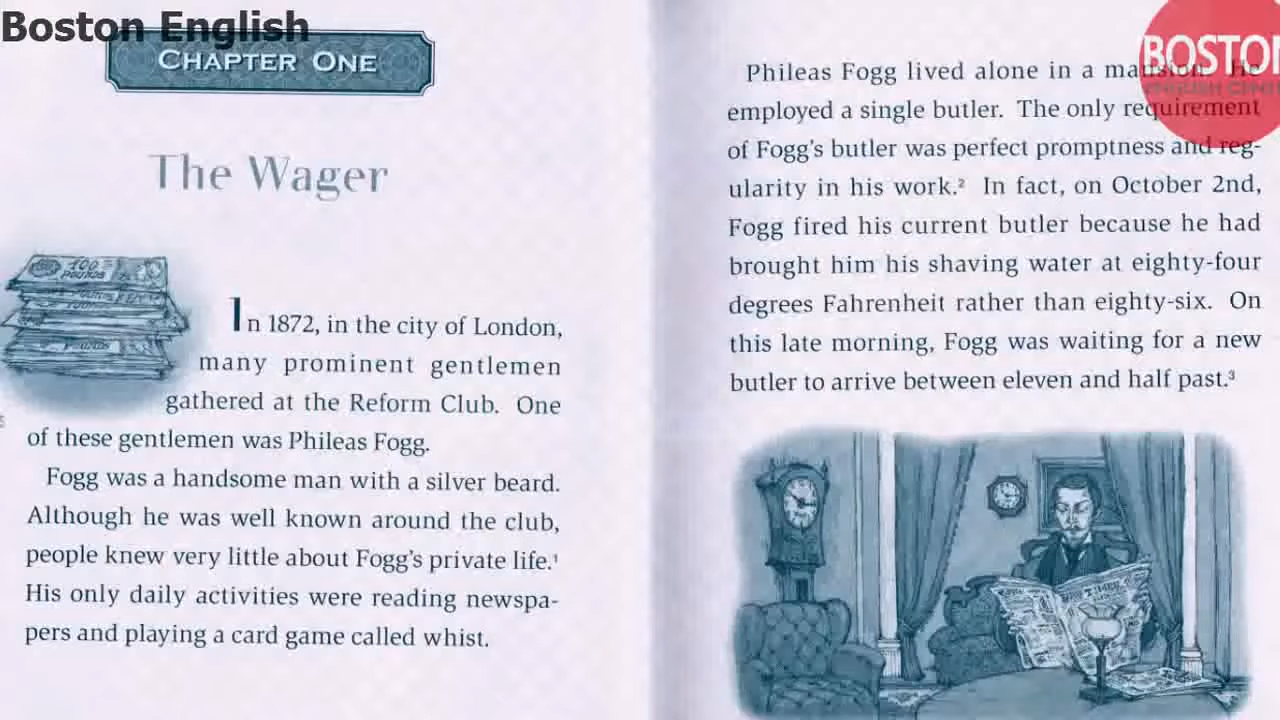 Boston English
CHAPTER ONE
The Wager
100
POUNDS
In 1872, in the city of London,
many prominent gentlemen
gathered at the Reform Club. One
of these gentlemen was Phileas Fogg.
Fogg was a handsome man with a silver beard.
Although he was well known around the club,
people knew very little about Fogg's private life.¹
His only daily activities were reading newspa-
pers and playing a card game called whist.
BOSTON
ENGLISH CENT
Phileas Fogg lived alone in a mansion. He
employed a single butler. The only requirement
of Fogg's butler was perfect promptness and reg-
ularity in his work.² In fact, on October 2nd,
Fogg fired his current butler because he had
brought him his shaving water at eighty-four
degrees Fahrenheit rather than eighty-six. On
this late morning, Fogg was waiting for a new
butler to arrive between eleven and half past.³
TIMES